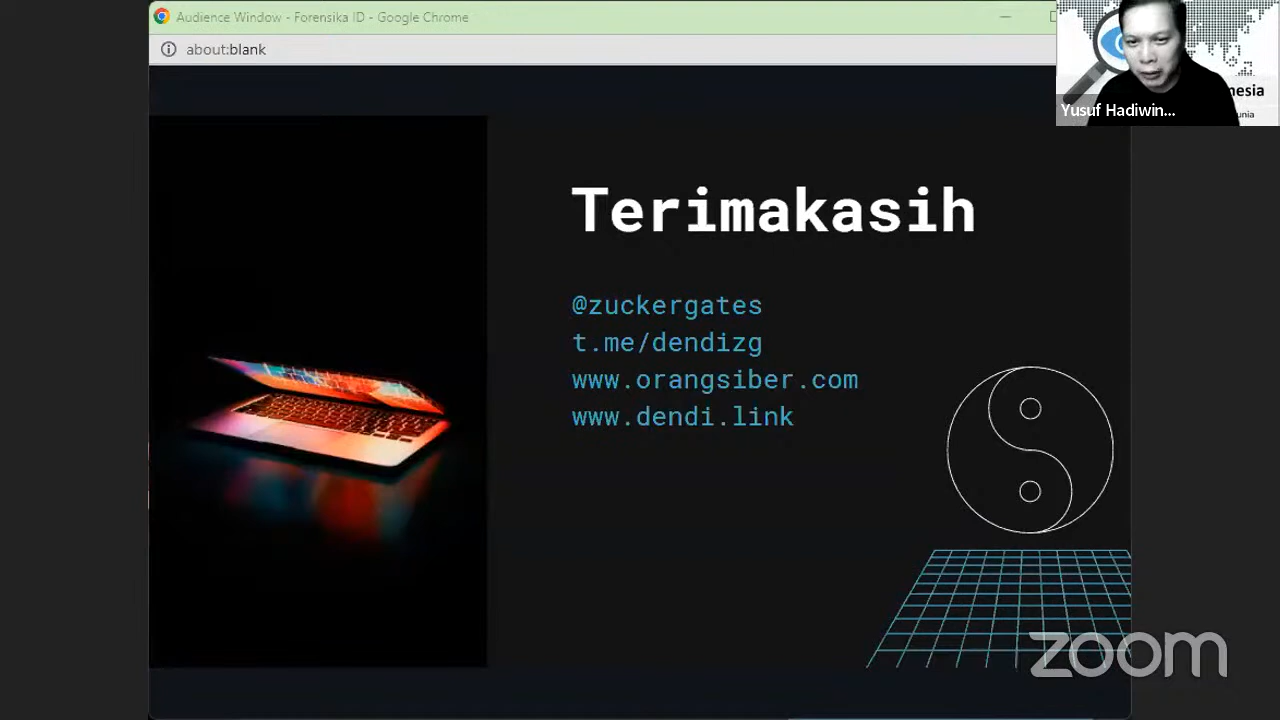 Audience Window - Forensika ID - Google Chrome
about:blank
nesia
unia
Yusuf Hadiwin...
Terimakasih
@zuckergates
t.me/dendizg
www.orangsiber.com
www.dendi.link
zoom